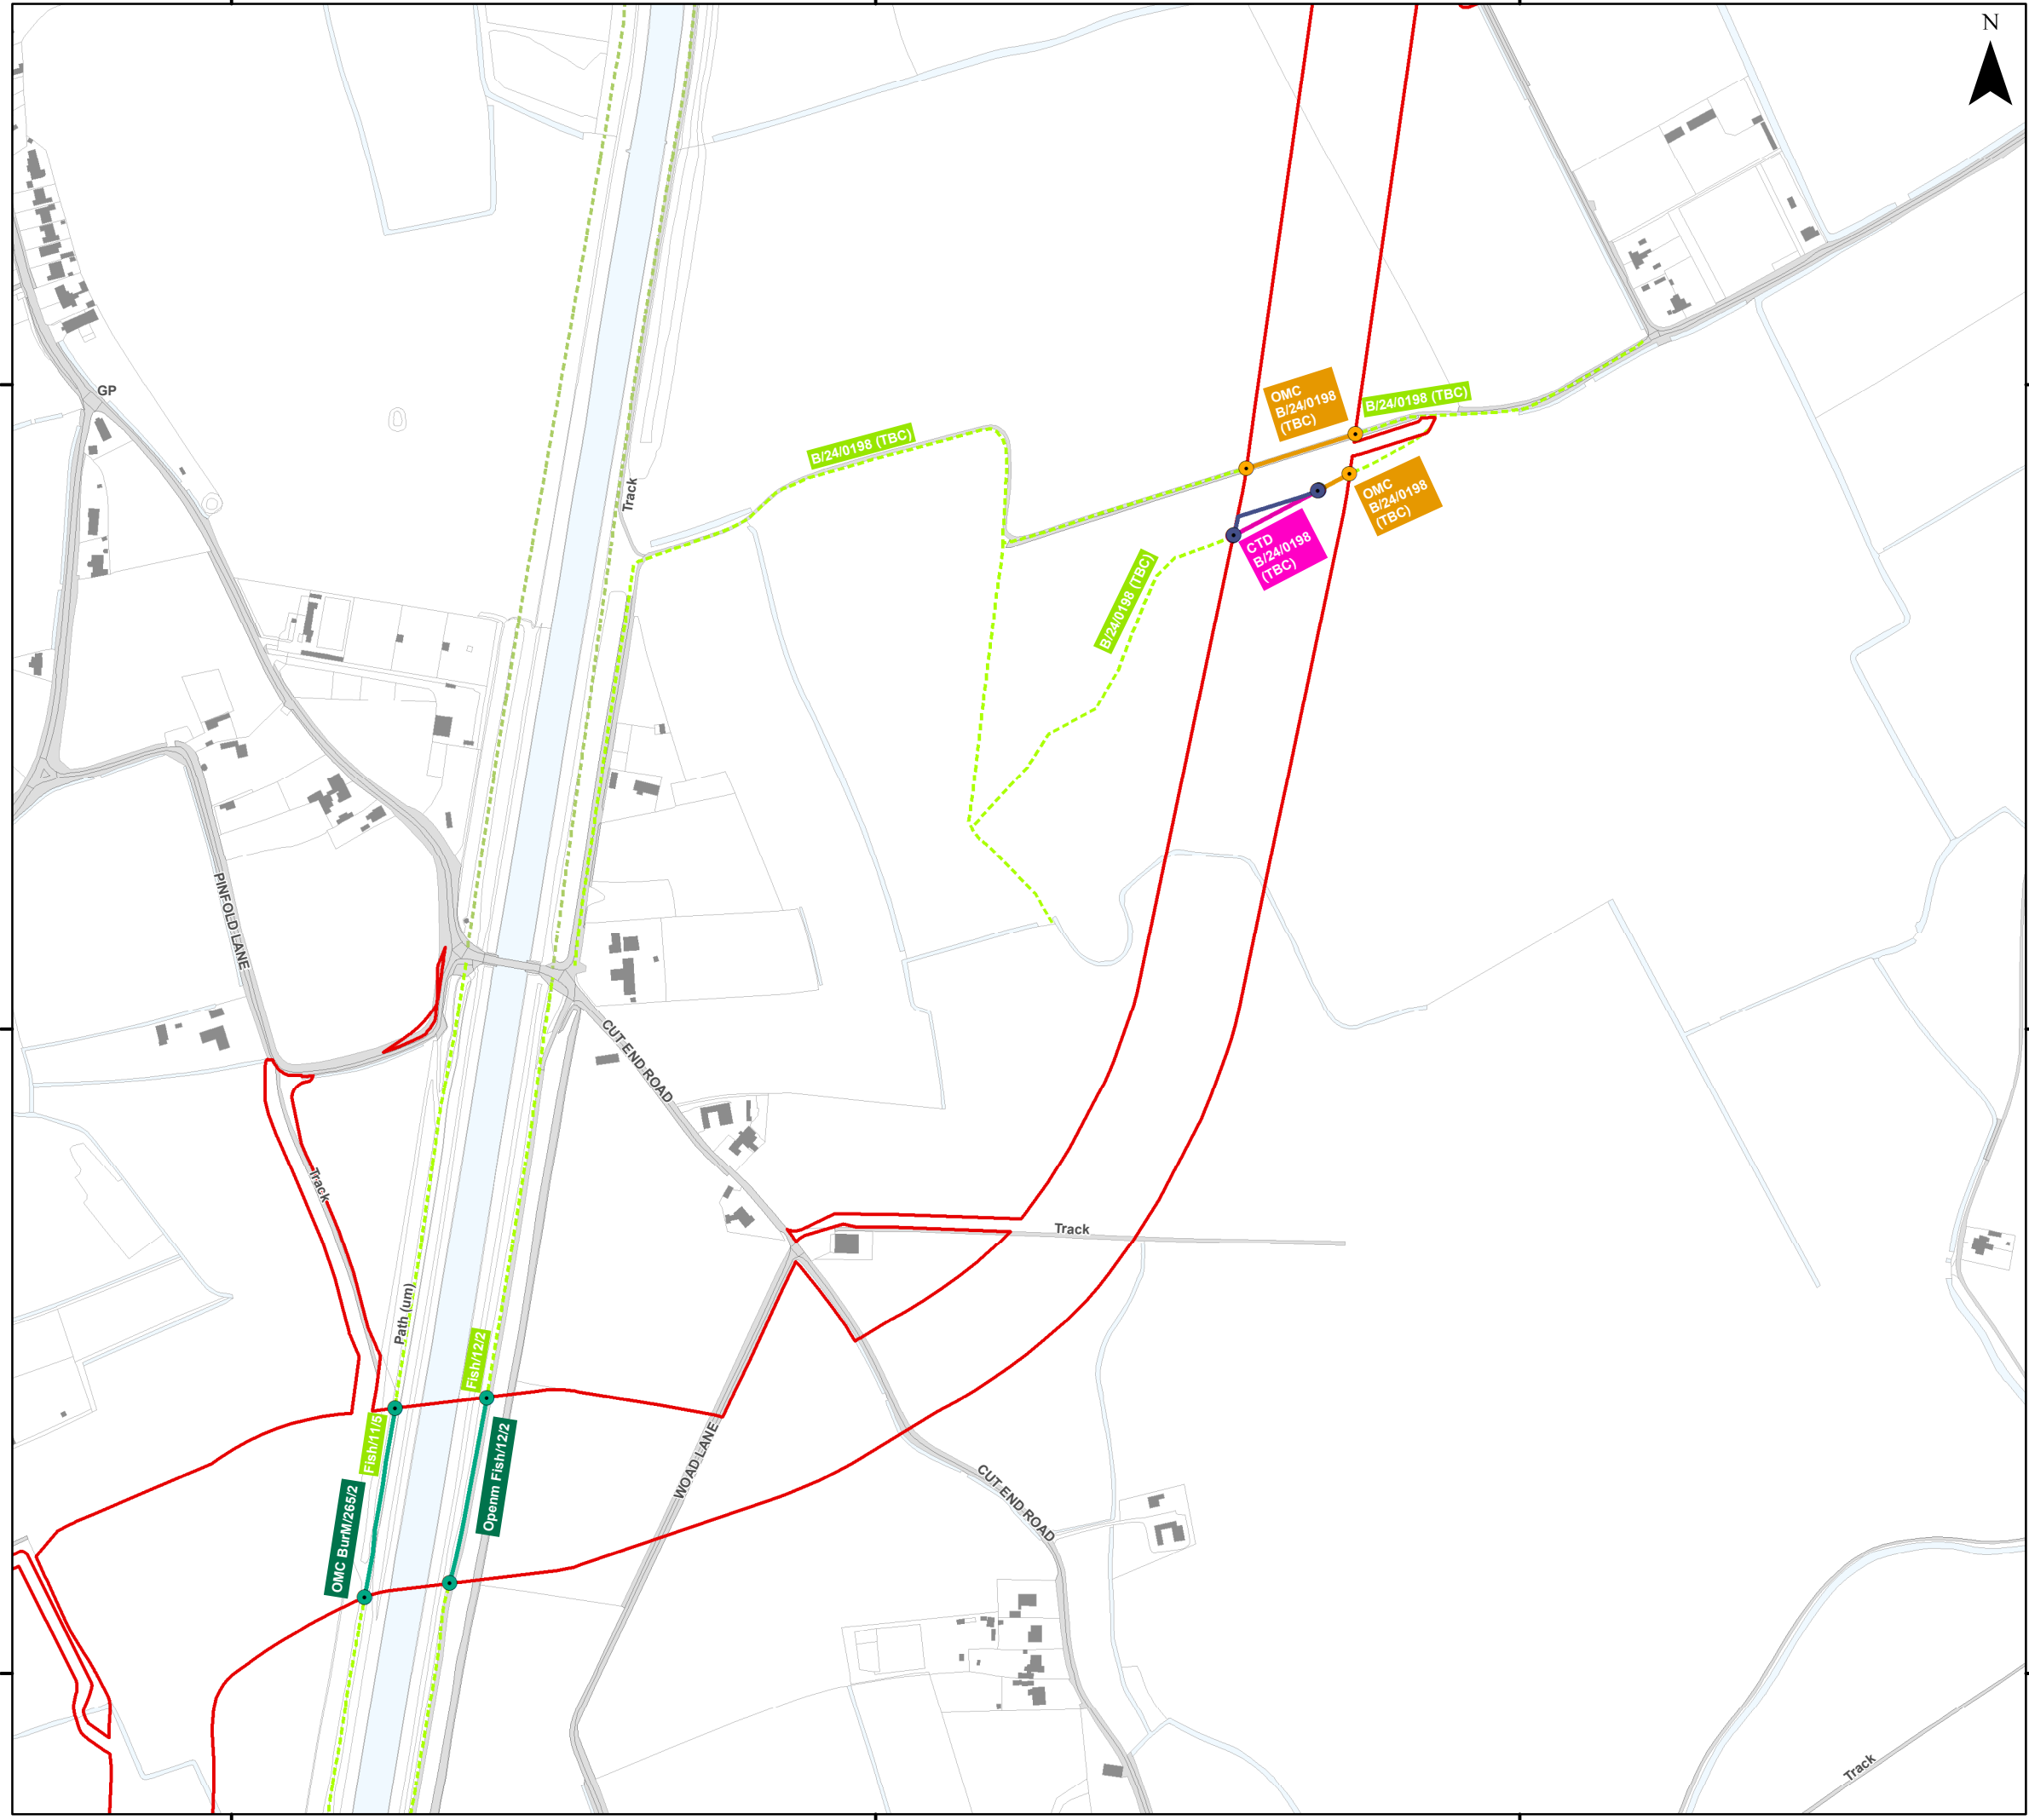 N
GP
OMC
B/24/0198
(TBC)
B/24/0198 (TBC)
B/24/0198 (TBC)
Track
OMC
B/24/0198
(TBC)
CTD
B/24/0198
(TBC)
B/24/0198 (TBC)
PINFOLD LANE
CUT END ROAD
Track
Track
Path (um)
Fish/12/2
Fish/11/5
Openm Fish/12/2
OMC BurM/265/2
WOAD LANE
CUT END ROAD
Track